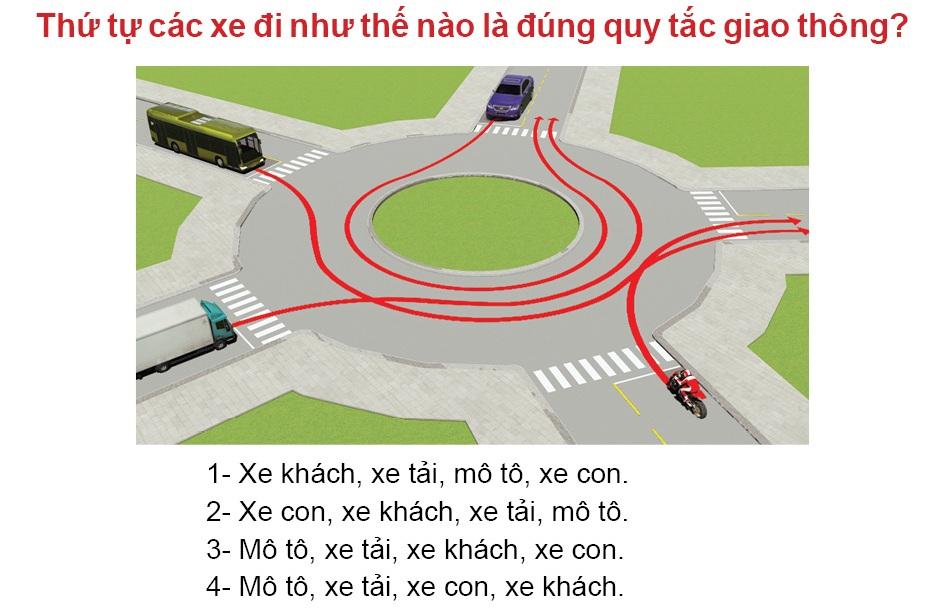 Thứ tự các xe đi như thế nào là đúng quy tắc giao thông?
1- Xe khách, xe tải, mô tô, xe con.
2- Xe con, xe khách, xe tải, mô tô.
3- Mô tô, xe tải, xe khách, xe con.
4- Mô tô, xe tải, xe con, xe khách.